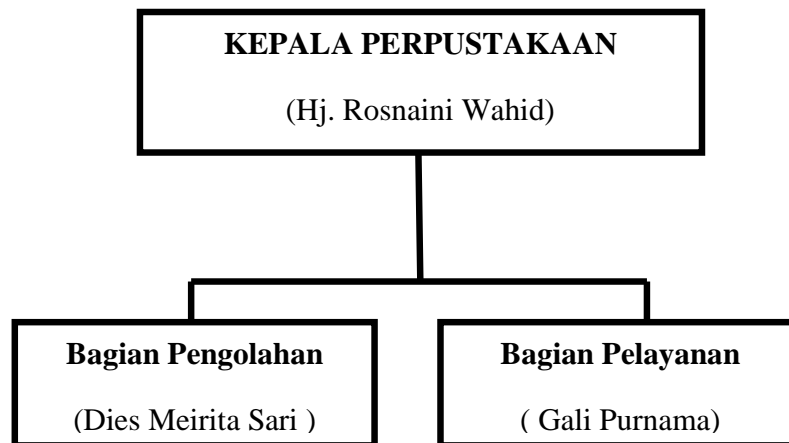 KEPALA PERPUSTAKAAN
(Hj. Rosnaini Wahid)
Bagian Pengolahan
(Dies Meirita Sari )
Bagian Pelayanan
( Gali Purnama)